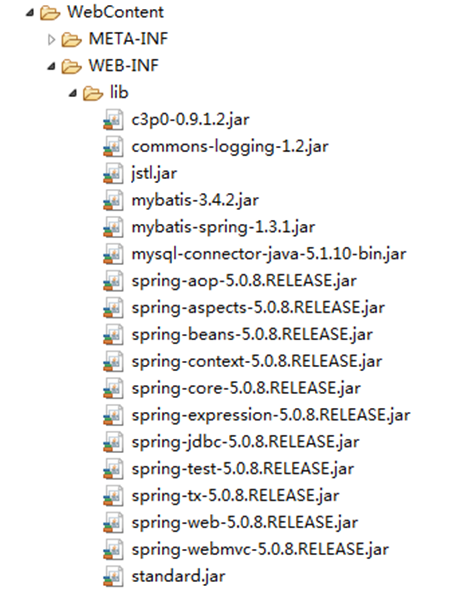 WebContent
META-INF
WEB-INF
lib
c3p0-0.9.1.2.jar
commons-logging-1.2.jar
jstl.jar
mybatis-3.4.2.jar
mybatis-spring-1.3.1.jar
mysql-connector-java-5.1.10-bin.jar
spring-aop-5.0.8.RELEASE.jar
spring-aspects-5.0.8.RELEASE.jar
spring-beans-5.0.8.RELEASE.jar
spring-context-5.0.8.RELEASE.jar
spring-core-5.0.8.RELEASE.jar
spring-expression-5.0.8.RELEASE.jar
spring-jdbc-5.0.8.RELEASE.jar
spring-test-5.0.8.RELEASE.jar
spring-tx-5.0.8.RELEASE.jar
spring-web-5.0.8.RELEASE.jar
spring-webmvc-5.0.8.RELEASE.jar
standard.jar